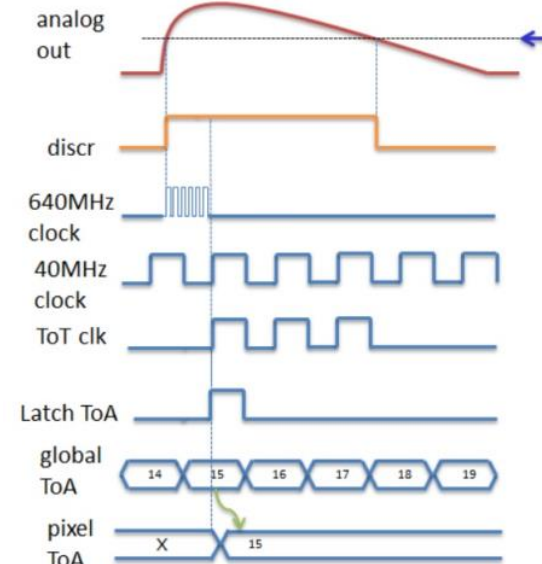 analog
out
discr
640MHz
clock
40MHz
clock
ToT clk
Latch ToA
global
ToA
14 15 16 17 18 19
pixel
ToA
X 15